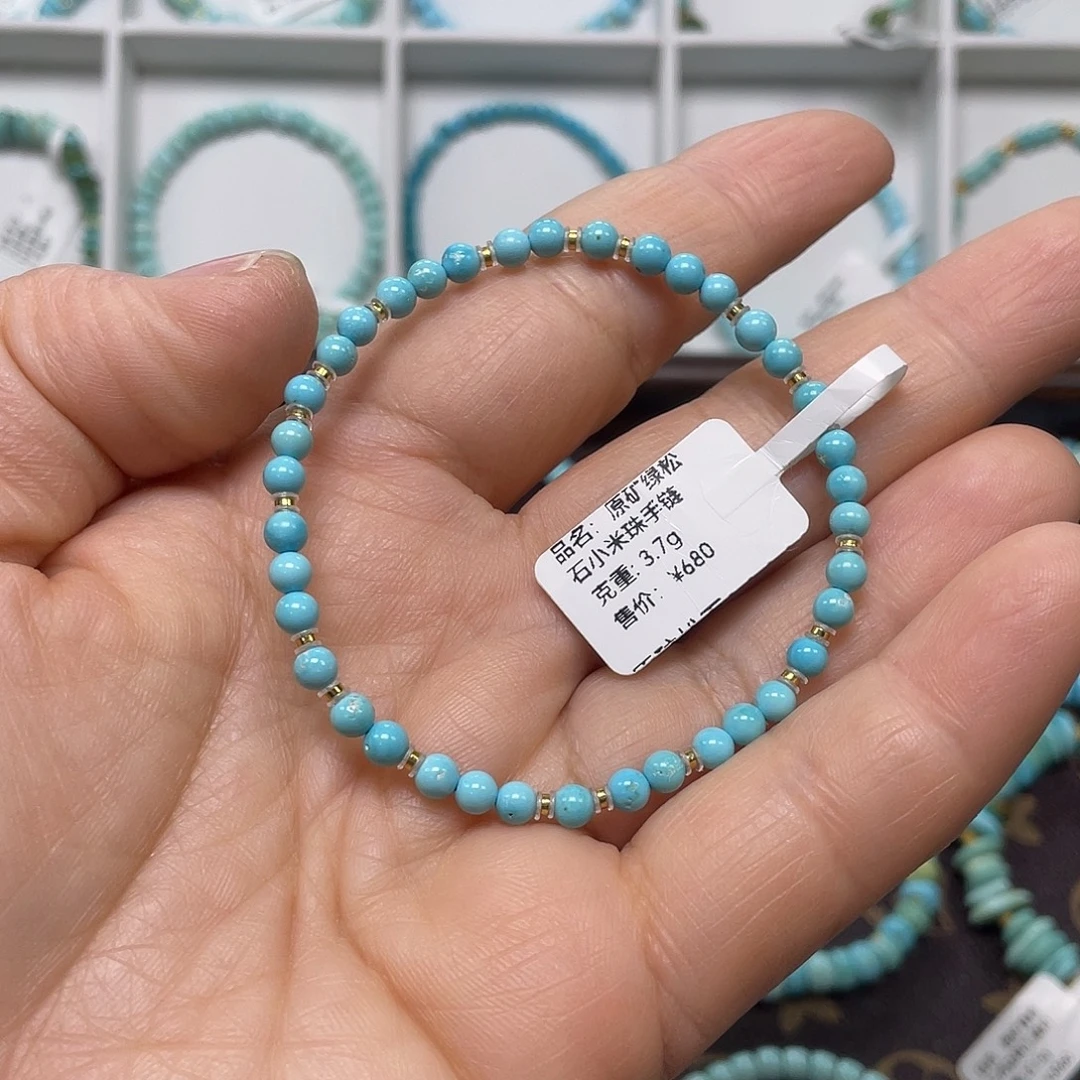 品名: 原矿绿松
石小米珠手链
克重: 3.7g
售价: ¥680